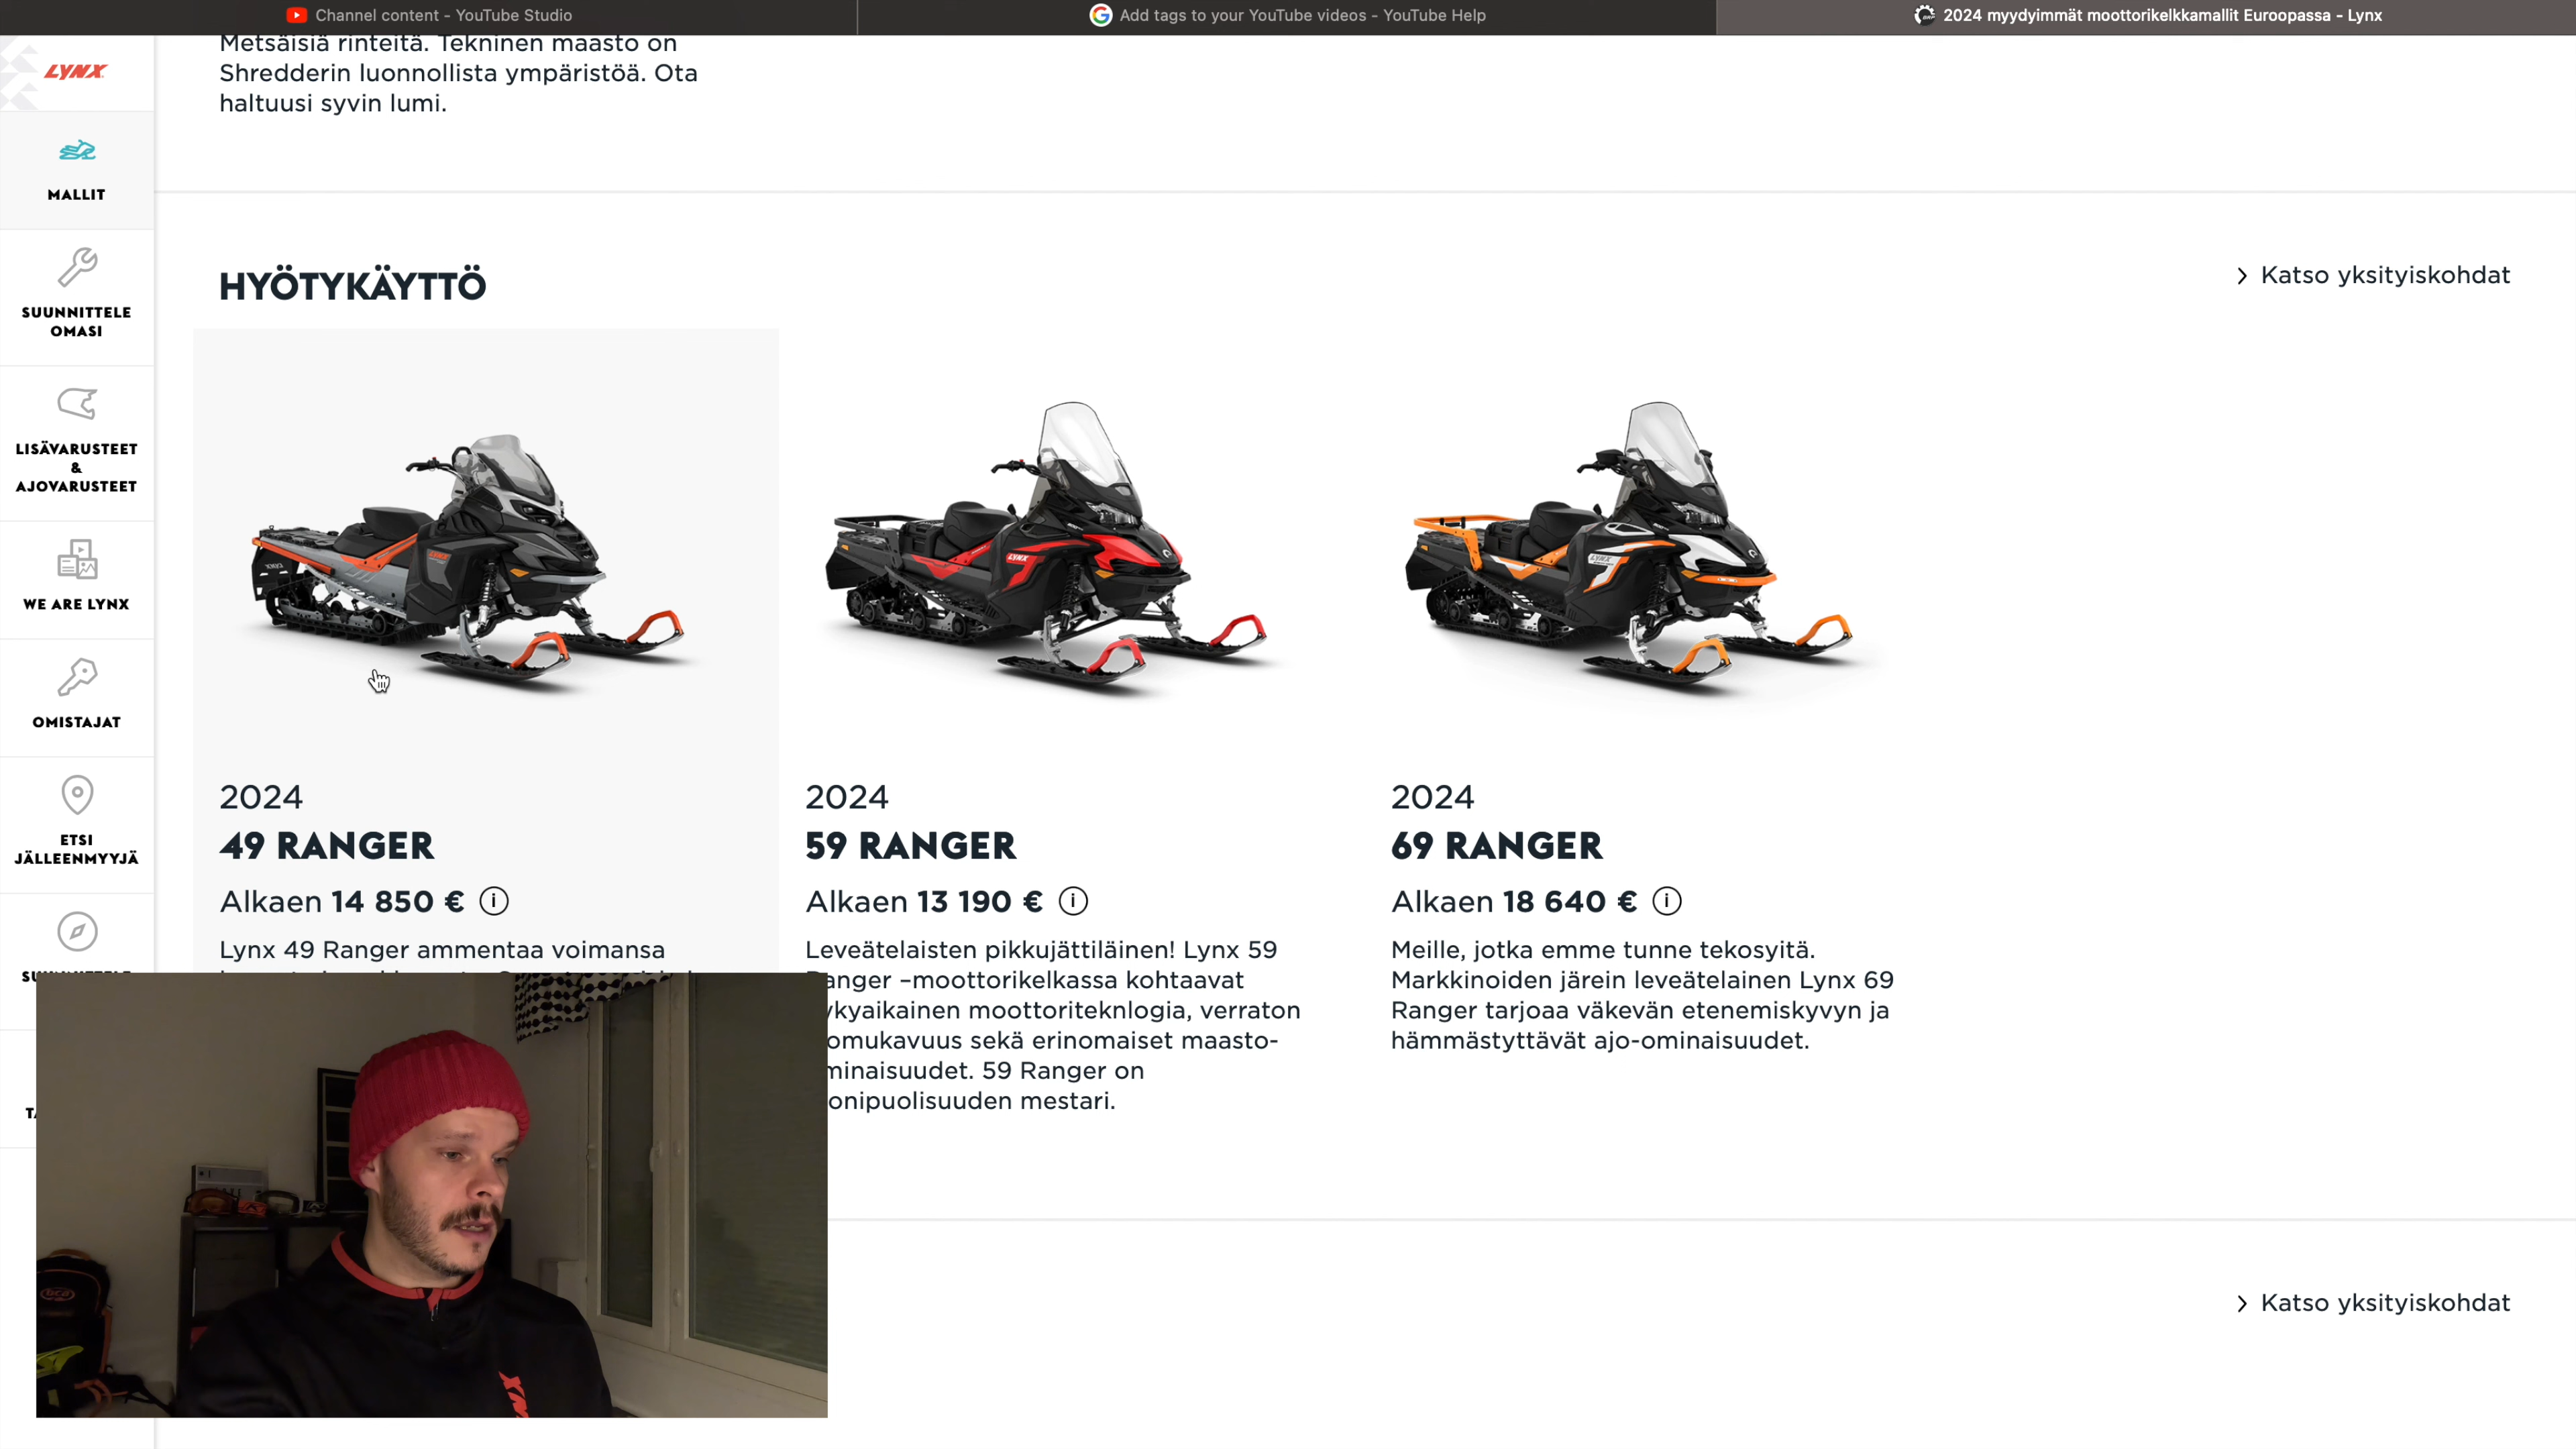 Channel content - YouTube Studio
Add tags to your YouTube videos - YouTube Help
2024 myydyimmät moottorikelkkamallit Euroopassa - Lynx
LYNX
MALLIT
SUUNNITTELE
OMASI
LISÄVARUSTEET
&
AJOVARUSTEET
WE ARE LYNX
OMISTAJAT
ETSI
JÄLLEENMYYJÄ
Metsäisiä rinteitä. Tekninen maasto on
Shredderin luonnollista ympäristöä. Ota
haltuusi syvin lumi.
HYÖTYKÄYTTÖ
Katso yksityiskohdat
2024
49 RANGER
Alkaen 14 850 €
Lynx 49 Ranger ammentaa voimansa
2024
59 RANGER
Alkaen 13 190 €
Leveätelaisten pikkujättiläinen! Lynx 59
anger –moottorikelkassa kohtaavat
ykyaikainen moottoriteknlogia, verraton
omukavuus sekä erinomaiset maasto-
minaisuudet. 59 Ranger on
onipuolisuuden mestari.
2024
69 RANGER
Alkaen 18 640 €
Meille, jotka emme tunne tekosyitä.
Markkinoiden järein leveätelainen Lynx 69
Ranger tarjoaa väkevän etenemiskyvyn ja
hämmästyttävät ajo-ominaisuudet.
bca
Katso yksityiskohdat